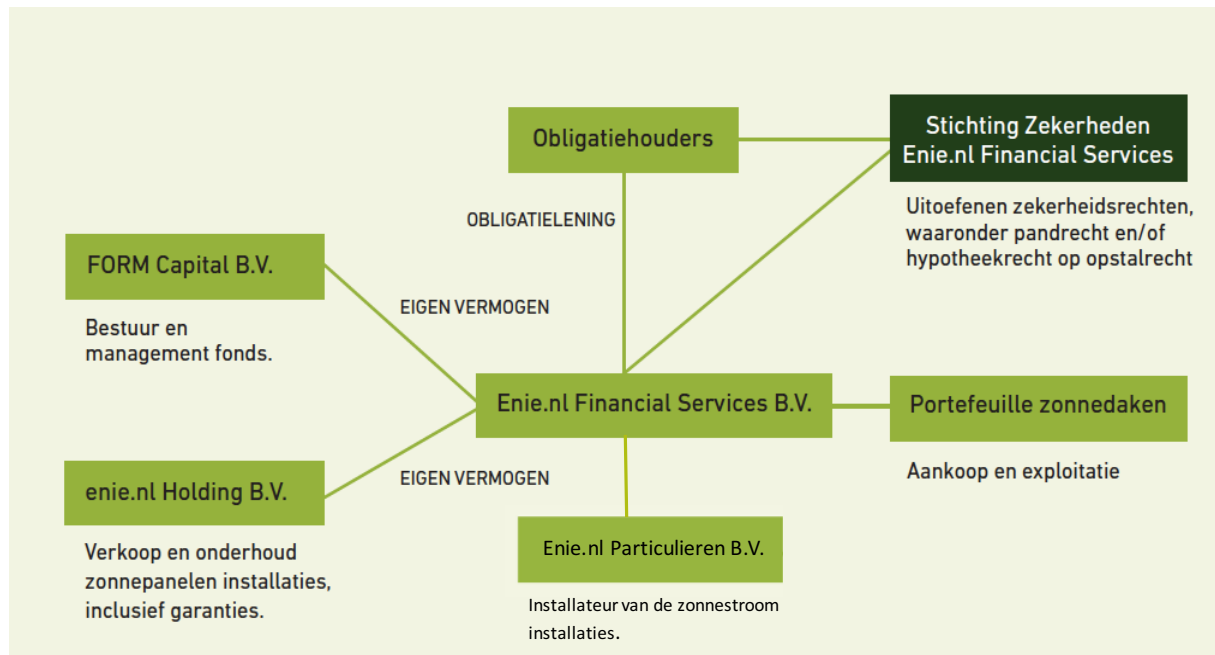 Obligatiehouders
Stichting Zekerheden
Enie.nl Financial Services
Uitoefenen zekerheidsrechten,
waaronder pandrecht en/of
hypotheekrecht op opstalrecht
OBLIGATIELENING
FORM Capital B.V.
Bestuur en
management fonds.
EIGEN VERMOGEN
Enie.nl Financial Services B.V.
Portefeuille zonnedaken
Aankoop en exploitatie
EIGEN VERMOGEN
enie.nl Holding B.V.
Verkoop en onderhoud
zonnepanelen installaties,
inclusief garanties.
Enie.nl Particulieren B.V.
Installateur van de zonnestroom
installaties.